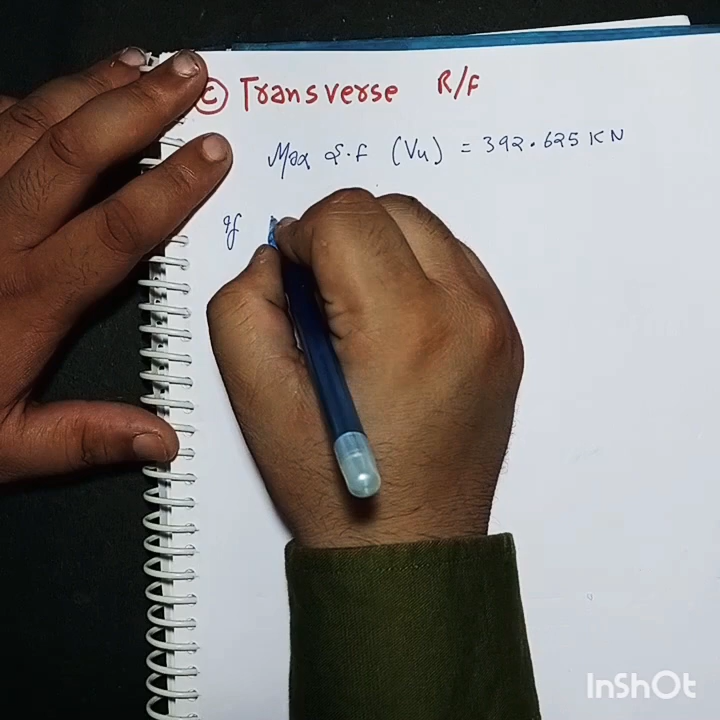 © Transverse R/F
Max S.F (Vu) = 392.625 KN
If
InShOt